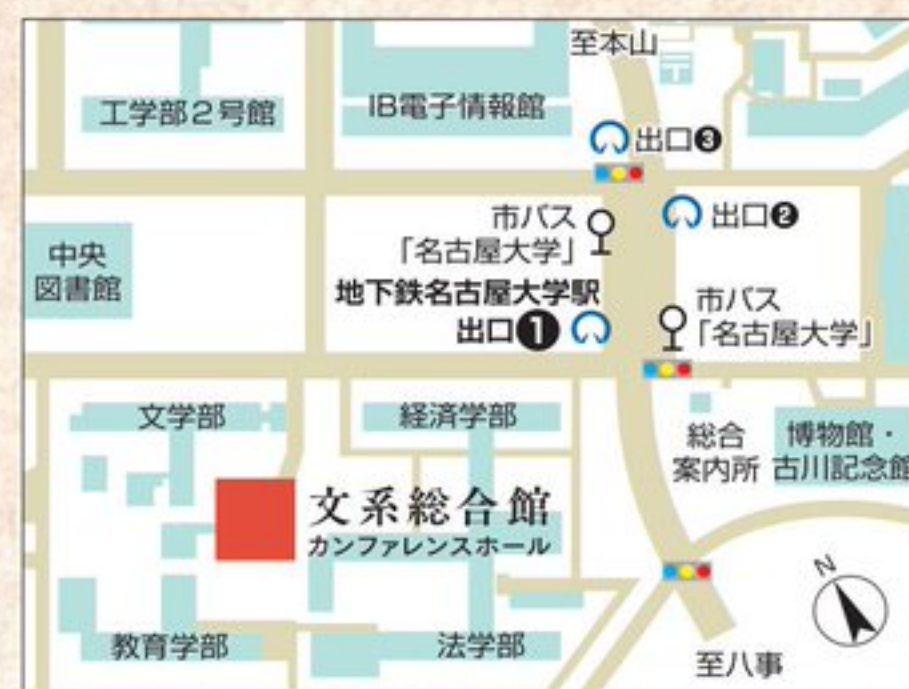 至本山
工学部２号館
IB電子情報館
出口❸
市バス
「名古屋大学」
出口❷
中央
図書館
地下鉄名古屋大学駅
出口❶
市バス
「名古屋大学」
文学部
経済学部
総合
案内所
博物館・
古川記念館
文系総合館
カンファレンスホール
N
教育学部
法学部
至八事